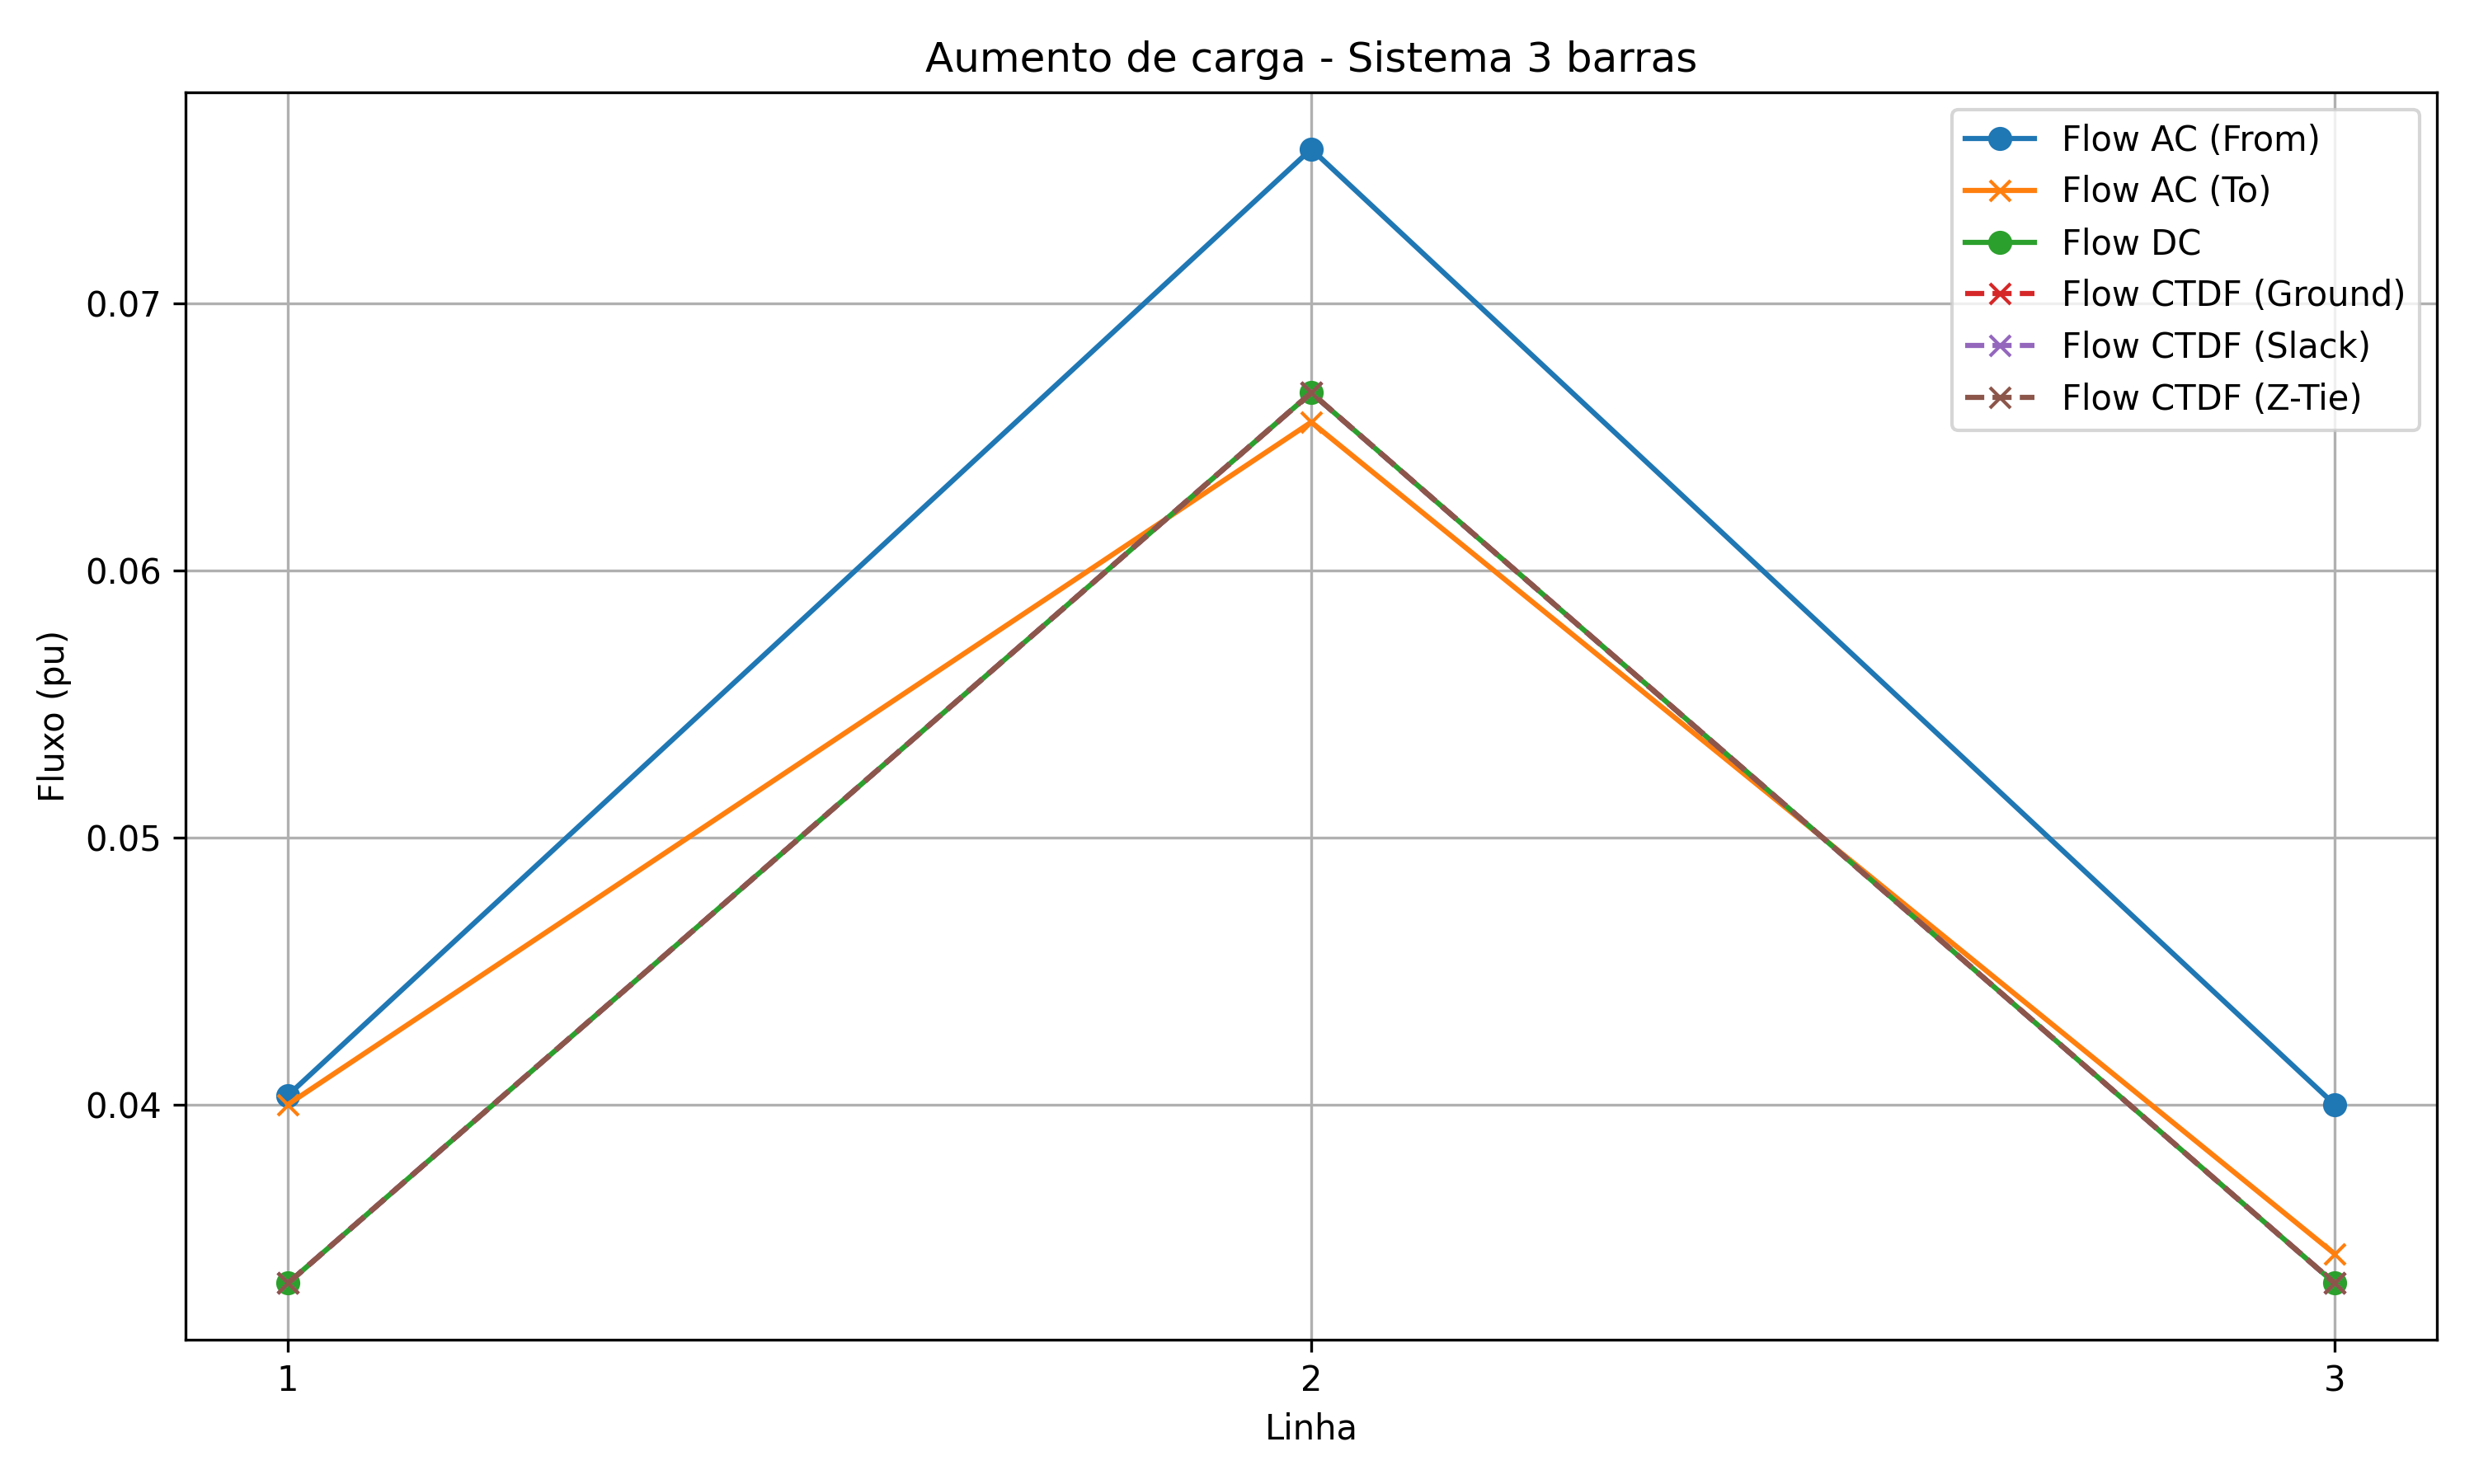 Aumento de carga - Sistema 3 barras
Flow AC (From)
Flow AC (To)
Flow DC
Flow CTDF (Ground)
Flow CTDF (Slack)
Flow CTDF (Z-Tie)
Fluxo (pu)
0.07
0.06
0.05
0.04
1
2
3
Linha